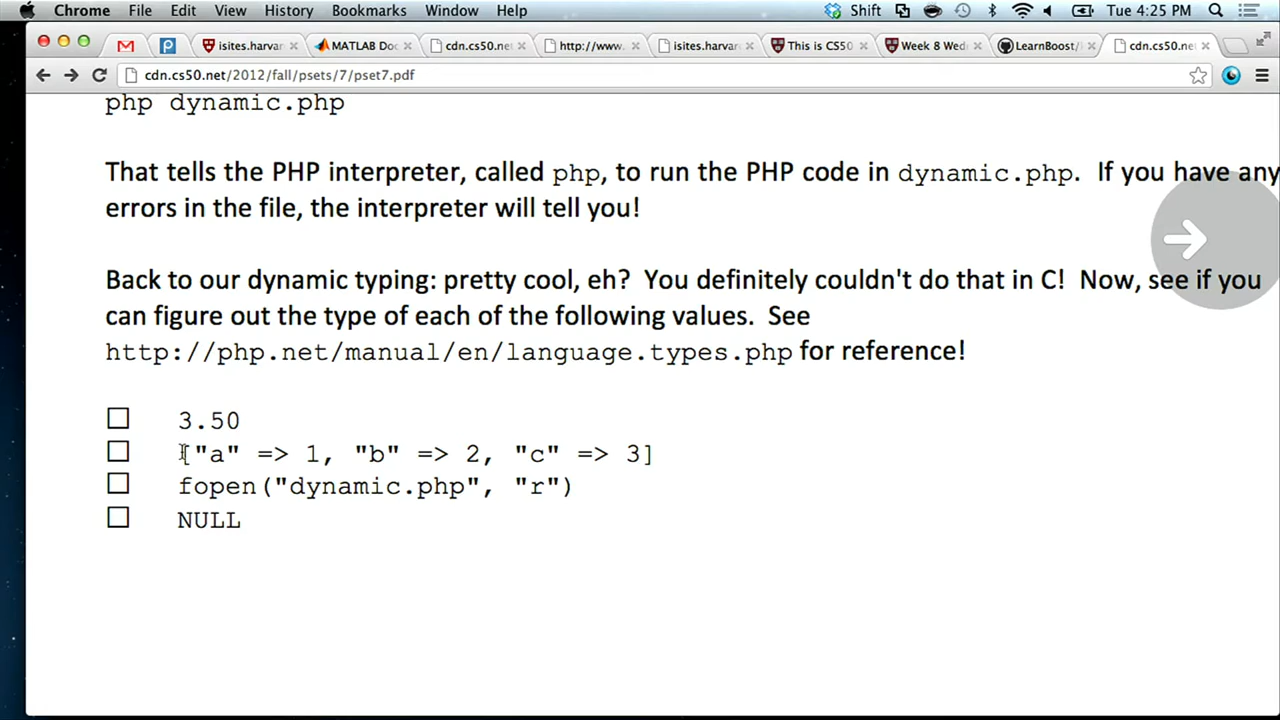 Chrome File Edit View History Bookmarks Window Help Shift Tue 4:25 PM
isites.harvar MATLAB Do cdn.cs50.ne http://www. isites.harvar This is CS50 Week 8 Wed LearnBoost/ cdn.cs50.ne
cdn.cs50.net/2012/fall/psets/7/pset7.pdf
php dynamic.php
That tells the PHP interpreter, called php, to run the PHP code in dynamic.php. If you have any
errors in the file, the interpreter will tell you!
Back to our dynamic typing: pretty cool, eh? You definitely couldn't do that in C! Now, see if you
can figure out the type of each of the following values. See
http://php.net/manual/en/language.types.php for reference!
3.50
["a" => 1, "b" => 2, "c" => 3]
fopen("dynamic.php", "r")
NULL